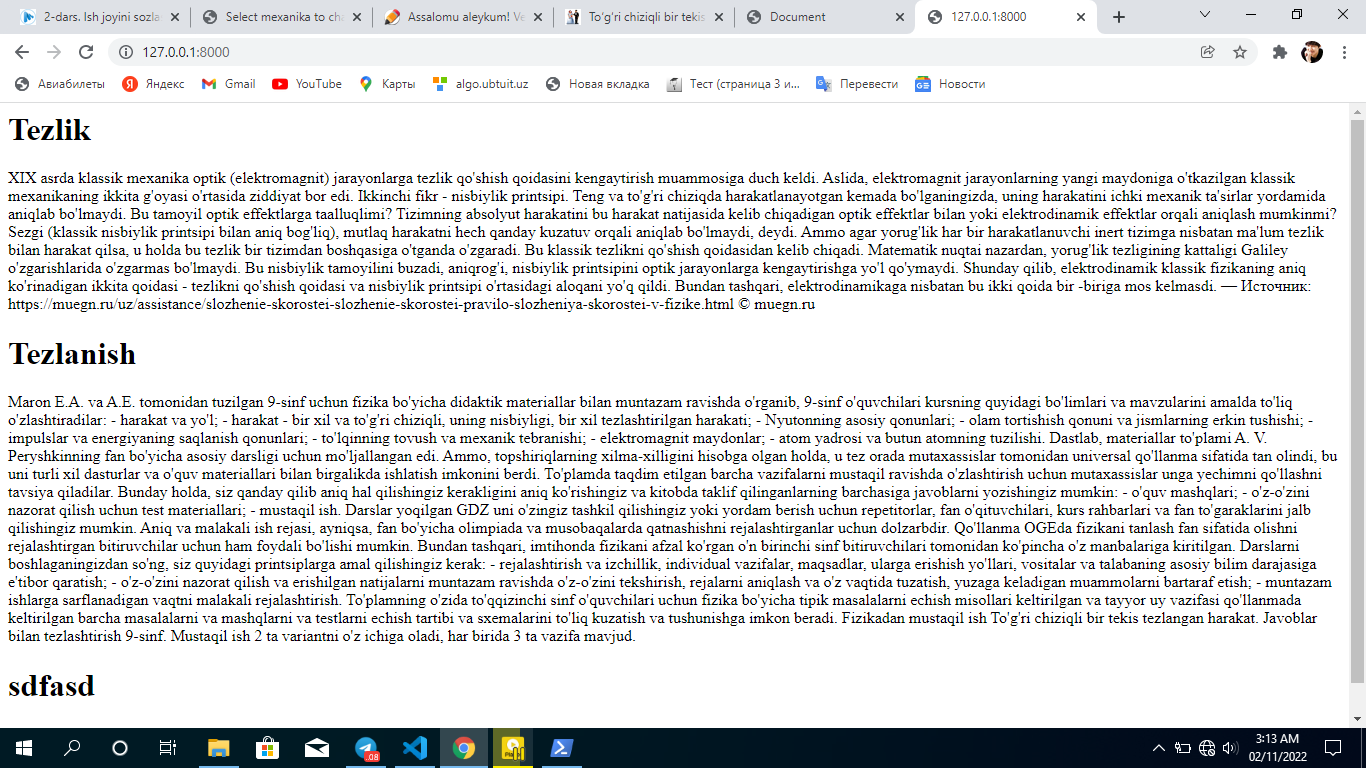 2-dars. Ish joyini sozla
Select mexanika to cha
Assalomu aleykum! Ve
To'g'ri chiziqli bir tekis
Document
127.0.0.1:8000
127.0.0.1:8000
Авиабилеты
Яндекс
Gmail
YouTube
Карты
algo.ubtuit.uz
Новая вкладка
Тест (страница 3 и...
Перевести
Новости
Tezlik
XIX asrda klassik mexanika optik (elektromagnit) jarayonlarga tezlik qo'shish qoidasini kengaytirish muammosiga duch keldi. Aslida, elektromagnit jarayonlarning yangi maydoniga o'tkazilgan klassik
mexanikaning ikkita g'oyasi o'rtasida ziddiyat bor edi. Ikkinchi fikr - nisbiylik printsipi. Teng va to'g'ri chiziqda harakatlanayotgan kemada bo'lganingizda, uning harakatini ichki mexanik ta'sirlar yordamida
aniqlab bo'lmaydi. Bu tamoyil optik effektlarga taalluqlimi? Tizimning absolyut harakatini bu harakat natijasida kelib chiqadigan optik effektlar bilan yoki elektrodinamik effektlar orqali aniqlash mumkinmi?
Sezgi (klassik nisbiylik printsipi bilan aniq bog'liq), mutlaq harakatni hech qanday kuzatuv orqali aniqlab bo'lmaydi, deydi. Ammo agar yorug'lik har bir harakatlanuvchi inert tizimga nisbatan ma'lum tezlik
bilan harakat qilsa, u holda bu tezlik bir tizimdan boshqasiga o'tganda o'zgaradi. Bu klassik tezlikni qo'shish qoidasidan kelib chiqadi. Matematik nuqtai nazardan, yorug'lik tezligining kattaligi Galiley
o'zgarishlarida o'zgarmas bo'lmaydi. Bu nisbiylik tamoyilini buzadi, aniqrog'i, nisbiylik printsipini optik jarayonlarga kengaytirishga yo'l qo'ymaydi. Shunday qilib, elektrodinamik klassik fizikaning aniq
ko'rinadigan ikkita qoidasi - tezlikni qo'shish qoidasi va nisbiylik printsipi o'rtasidagi aloqani yo'q qildi. Bundan tashqari, elektrodinamikaga nisbatan bu ikki qoida bir -biriga mos kelmasdi. — Источник:
https://muegn.ru/uz/assistance/slozhenie-skorostei-slozhenie-skorostei-pravilo-slozheniya-skorostei-v-fizike.html © muegn.ru
Tezlanish
Maron E.A. va A.E. tomonidan tuzilgan 9-sinf uchun fizika bo'yicha didaktik materiallar bilan muntazam ravishda o'rganib, 9-sinf o'quvchilari kursning quyidagi bo'limlari va mavzularini amalda to'liq
o'zlashtiradilar: - harakat va yo'l; - harakat - bir xil va to'g'ri chiziqli, uning nisbiyligi, bir xil tezlashtirilgan harakati; - Nyutonning asosiy qonunlari; - olam tortishish qonuni va jismlarning erkin tushishi; -
impulslar va energiyaning saqlanish qonunlari; - to'lqinning tovush va mexanik tebranishi; - elektromagnit maydonlar; - atom yadrosi va butun atomning tuzilishi. Dastlab, materiallar to'plami A. V.
Peryshkinning fan bo'yicha asosiy darsligi uchun mo'ljallangan edi. Ammo, topshiriqlarning xilma-xilligini hisobga olgan holda, u tez orada mutaxassislar tomonidan universal qo'llanma sifatida tan olindi, bu
uni turli xil dasturlar va o'quv materiallari bilan birgalikda ishlatish imkonini berdi. To'plamda taqdim etilgan barcha vazifalarni mustaqil ravishda o'zlashtirish uchun mutaxassislar unga yechimni qo'llashni
tavsiya qiladilar. Bunday holda, siz qanday qilib aniq hal qilishingiz kerakligini aniq ko'rishingiz va kitobda taklif qilinganlarning barchasiga javoblarni yozishingiz mumkin: - o'quv mashqlari; - o'z-o'zini
nazorat qilish uchun test materiallari; - mustaqil ish. Darslar yoqilgan GDZ uni o'zingiz tashkil qilishingiz yoki yordam berish uchun repetitorlar, fan o'qituvchilari, kurs rahbarlari va fan to'garaklarini jalb
qilishingiz mumkin. Aniq va malakali ish rejasi, ayniqsa, fan bo'yicha olimpiada va musobaqalarda qatnashishni rejalashtirganlar uchun dolzarbdir. Qo'llanma OGEda fizikani tanlash fan sifatida olishni
rejalashtirgan bitiruvchilar uchun ham foydali bo'lishi mumkin. Bundan tashqari, imtihonda fizikani afzal ko'rgan o'n birinchi sinf bitiruvchilari tomonidan ko'pincha o'z manbalariga kiritilgan. Darslarni
boshlaganingizdan so'ng, siz quyidagi printsiplarga amal qilishingiz kerak: - rejalashtirish va izchillik, individual vazifalar, maqsadlar, ularga erishish yo'llari, vositalar va talabaning asosiy bilim darajasiga
e'tibor qaratish; - o'z-o'zini nazorat qilish va erishilgan natijalarni muntazam ravishda o'z-o'zini tekshirish, rejalarni aniqlash va o'z vaqtida tuzatish, yuzaga keladigan muammolarni bartaraf etish; - muntazam
ishlarga sarflanadigan vaqtni malakali rejalashtirish. To'plamning o'zida to'qqizinchi sinf o'quvchilari uchun fizika bo'yicha tipik masalalarni echish misollari keltirilgan va tayyor uy vazifasi qo'llanmada
keltirilgan barcha masalalarni va mashqlarni va testlarni echish tartibi va sxemalarini to'liq kuzatish va tushunishga imkon beradi. Fizikadan mustaqil ish To'g'ri chiziqli bir tekis tezlangan harakat. Javoblar
bilan tezlashtirish 9-sinf. Mustaqil ish 2 ta variantni o'z ichiga oladi, har birida 3 ta vazifa mavjud.
sdfasd
3:13 AM
02/11/2022